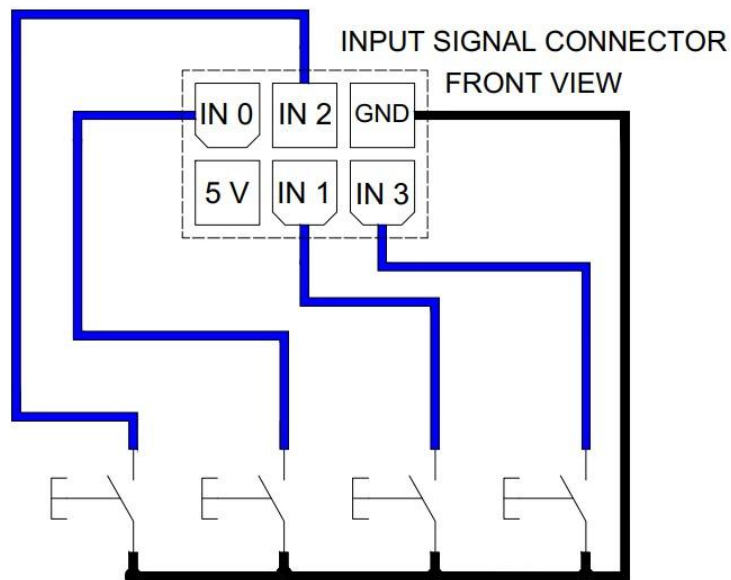 INPUT SIGNAL CONNECTOR
FRONT VIEW
IN 0
IN 2
GND
5 V
IN 1
IN 3